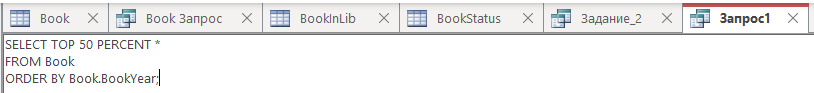 Book Book Запрос BookInLib BookStatus Задание_2 Запрос1
SELECT TOP 50 PERCENT *
FROM Book
ORDER BY Book.BookYear;